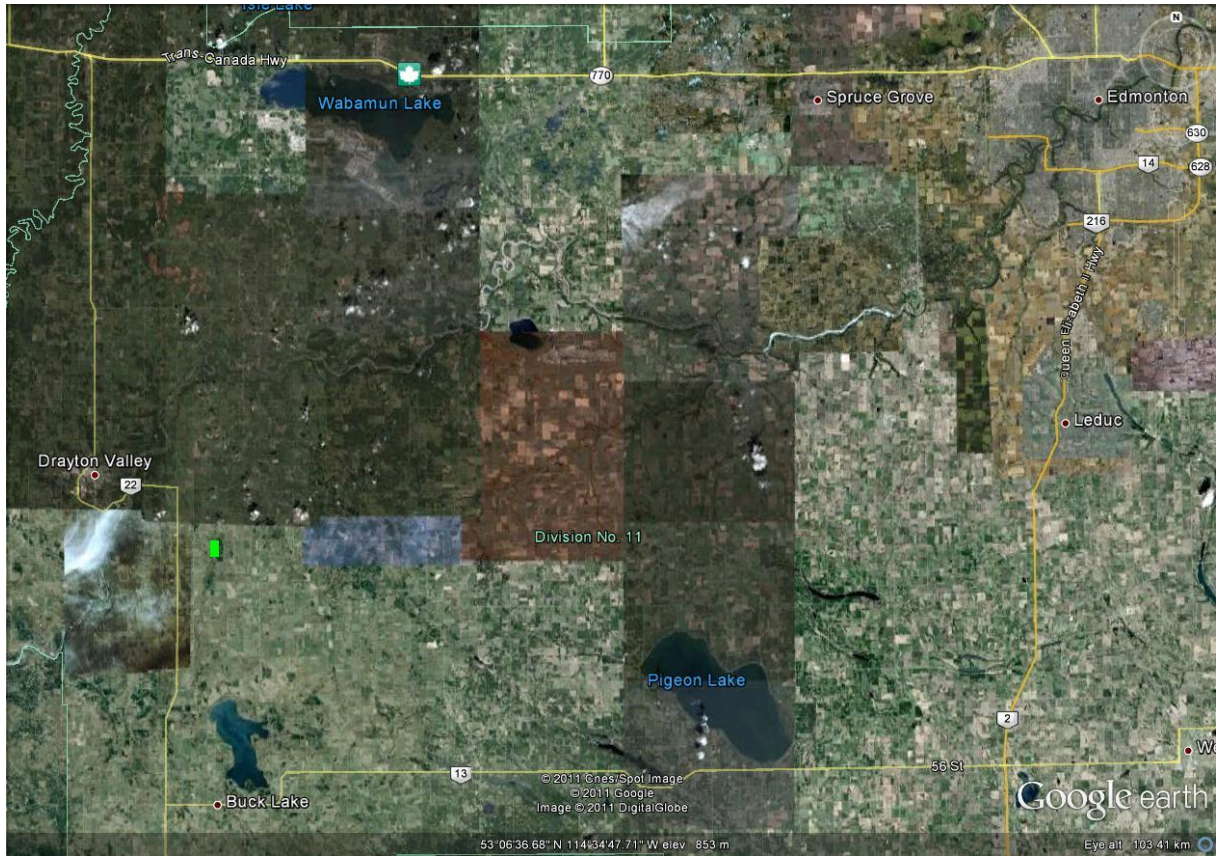 Isle Lake
N
Trans-Canada Hwy
770
Wabamun Lake
Spruce Grove
Edmonton
630
14
628
216
Queen Elizabeth II Hwy
Leduc
Drayton Valley
22
Division No. 11
Pigeon Lake
2
We
56 St
13
© 2011 Cnes/Spot Image
© 2011 Google
Image © 2011 DigitalGlobe
Buck Lake
Google earth
53°06'36.68" N 114°34'47.71" W elev 853 m
Eye alt 103.41 km